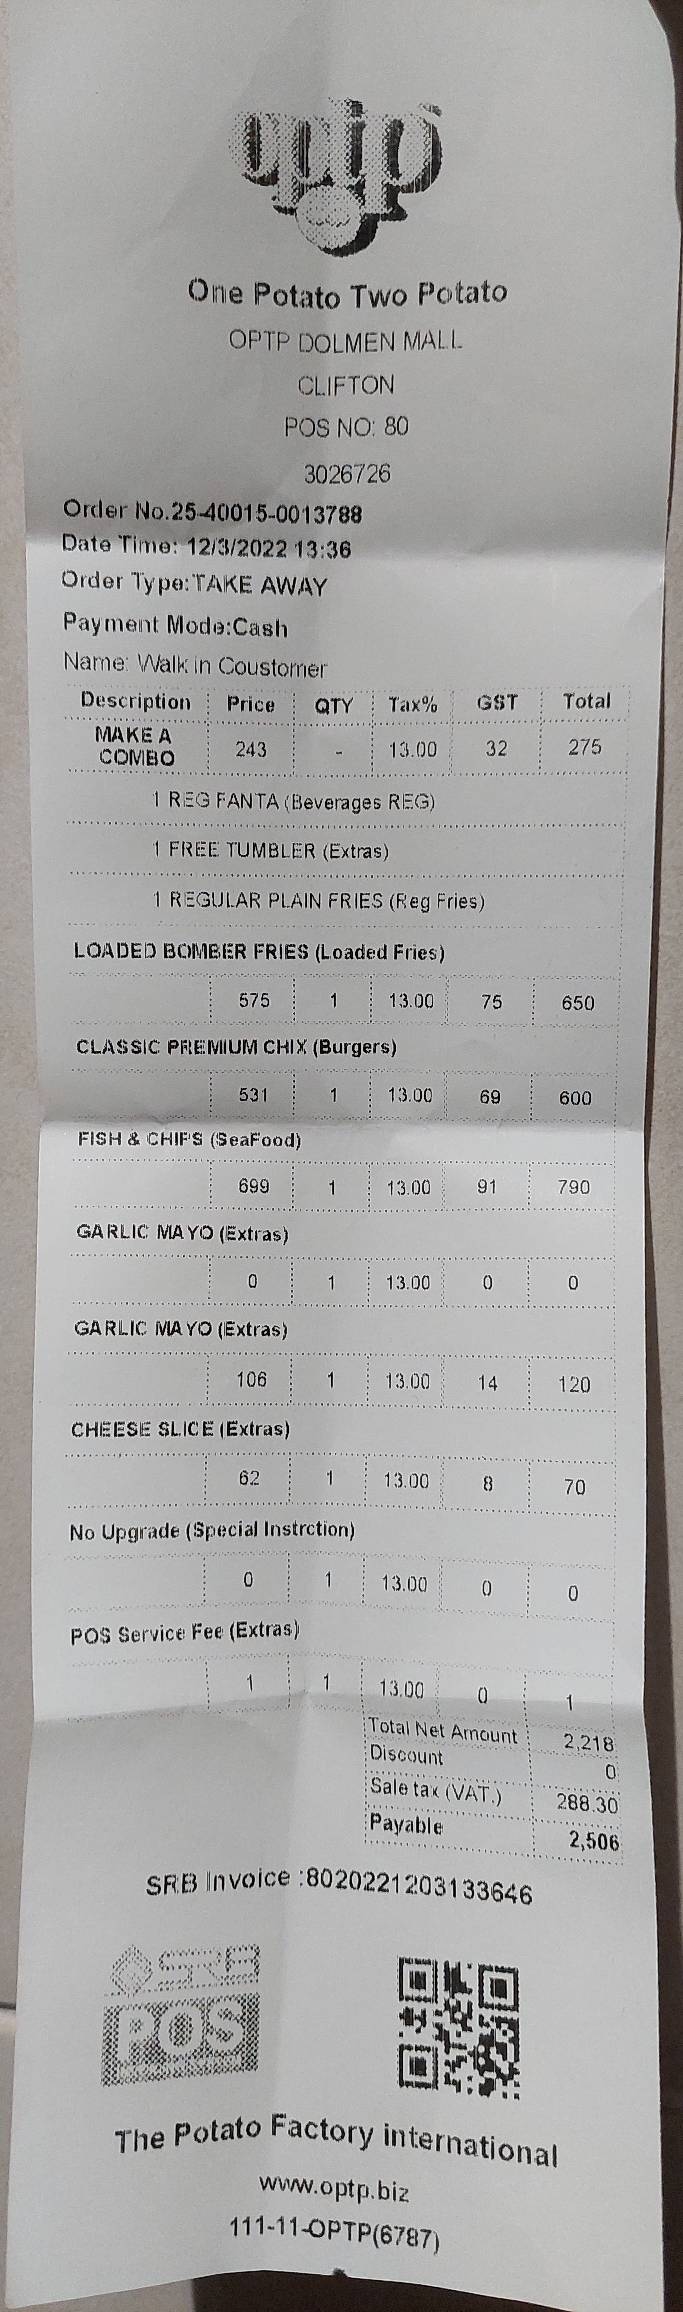 optp
One Potato Two Potato
OPTP DOLMEN MALL
CLIFTON
POS NO: 80
3026726
Order No.25-40015-0013788
Date Time: 12/3/2022 13:36
Order Type:TAKE AWAY
Payment Mode:Cash
Name: Walk in Coustomer
Description Price QTY Tax% GST Total
MAKE A COMBO 243 - 13.00 32 275
1 REG FANTA (Beverages REG)
1 FREE TUMBLER (Extras)
1 REGULAR PLAIN FRIES (Reg Fries)
LOADED BOMBER FRIES (Loaded Fries)
575 1 13.00 75 650
CLASSIC PREMIUM CHIX (Burgers)
531 1 13.00 69 600
FISH & CHIPS (SeaFood)
699 1 13.00 91 790
GARLIC MAYO (Extras)
0 1 13.00 0 0
GARLIC MAYO (Extras)
106 1 13.00 14 120
CHEESE SLICE (Extras)
62 1 13.00 8 70
No Upgrade (Special Instrction)
0 1 13.00 0 0
POS Service Fee (Extras)
1 1 13.00 0 1
Total Net Amount 2,218
Discount 0
Sale tax (VAT.) 288.30
Payable 2,506
SRB Invoice :8020221203133646
SRB
POS
The Potato Factory international
www.optp.biz
111-11-OPTP(6787)